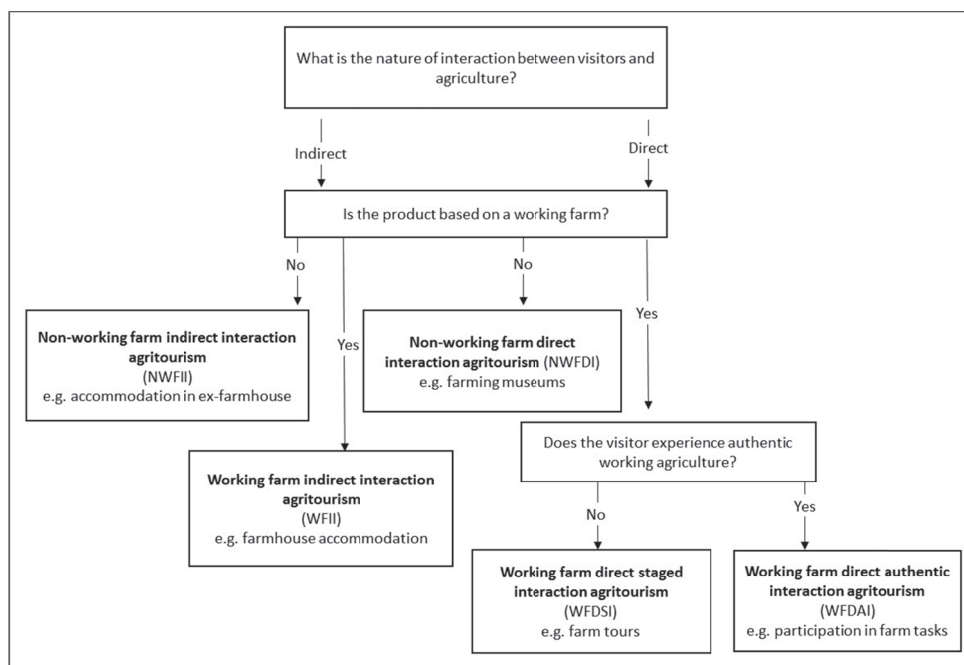 What is the nature of interaction between visitors and
agriculture?
Indirect
Direct
Is the product based on a working farm?
No
Yes
No
Yes
Non-working farm indirect interaction
agritourism
(NWFII)
e.g. accommodation in ex-farmhouse
Non-working farm direct
interaction agritourism (NWFDI)
e.g. farming museums
Working farm indirect interaction
agritourism
(WFII)
e.g. farmhouse accommodation
Does the visitor experience authentic
working agriculture?
No
Yes
Working farm direct staged
interaction agritourism
(WFDSI)
e.g. farm tours
Working farm direct authentic
interaction agritourism
(WFDAI)
e.g. participation in farm tasks